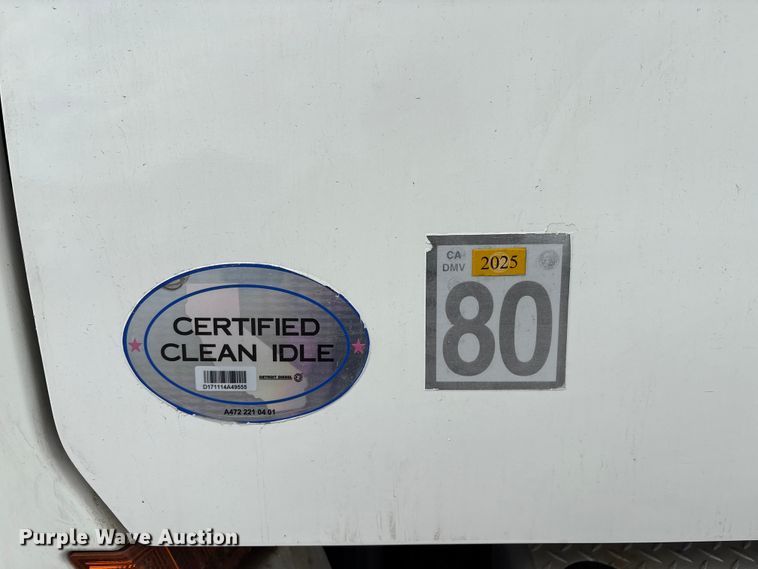 CERTIFIED
CLEAN IDLE
D171114A49555
DETROIT DIESEL
A472 221 04 01
CA
DMV
2025
80
Purple Wave Auction